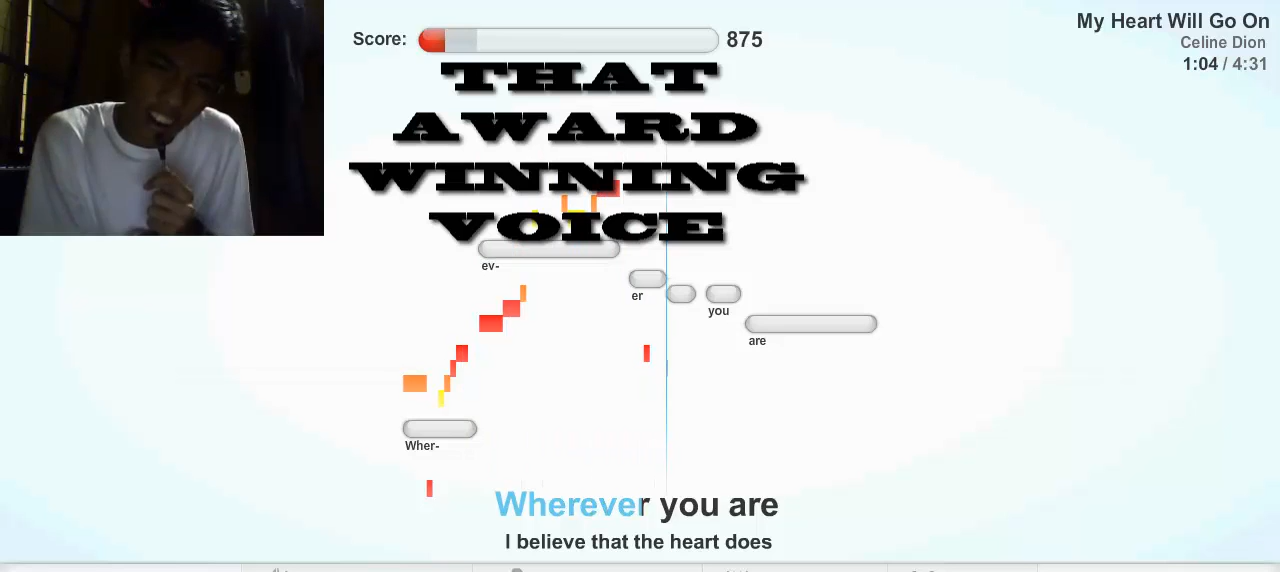 Score: 875
My Heart Will Go On
Celine Dion
1:04 / 4:31
THAT
AWARD
WINNING
VOICE
ev-
er
you
are
Wher-
Wherever you are
I believe that the heart does